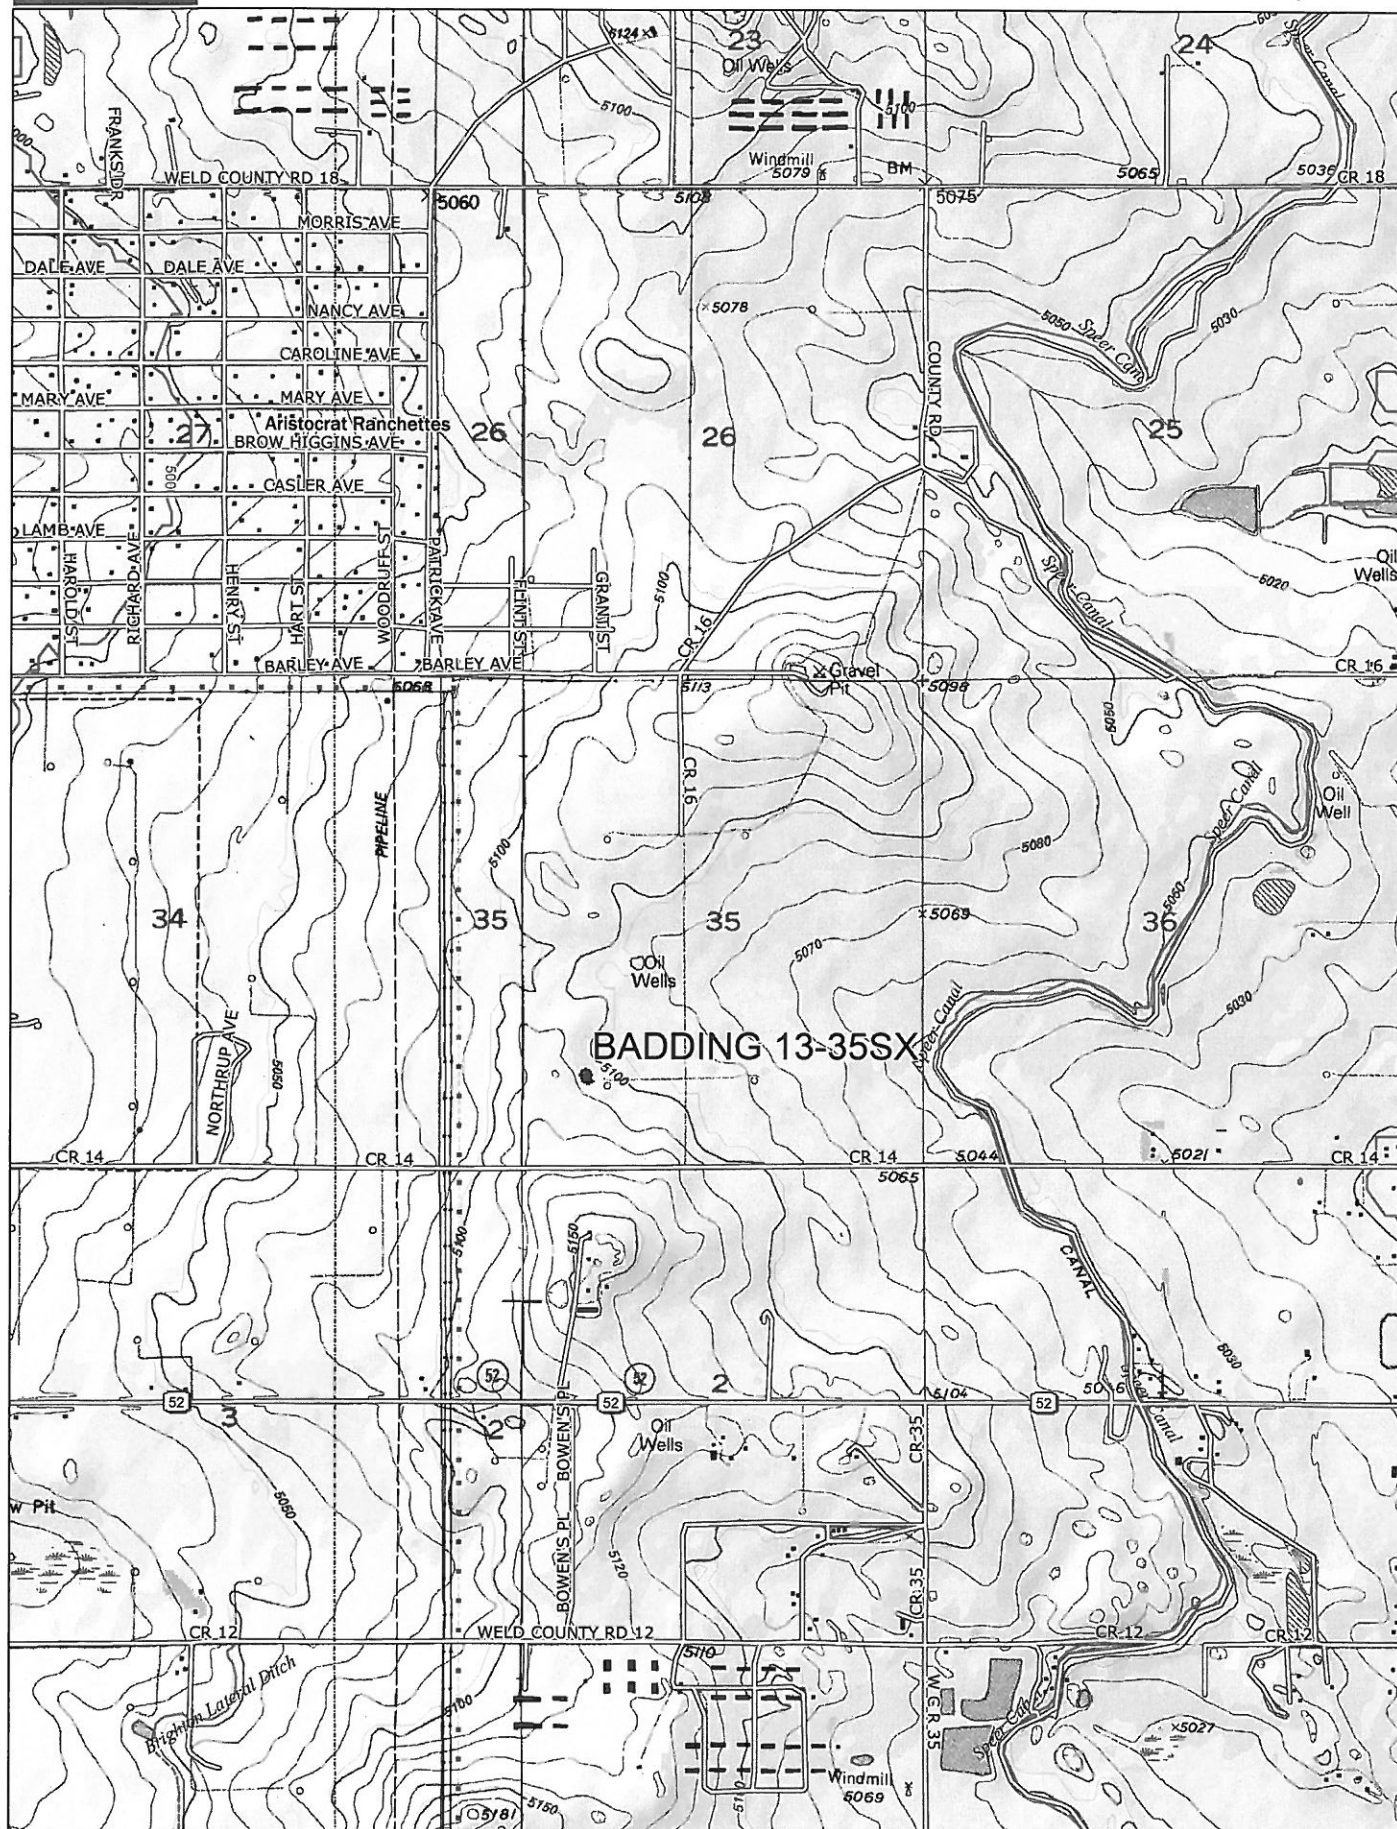 6124
23
Oil Wells
24
Speer Canal
5100
5100
FRANKS DR
Windmill
5079
BM
5065
5036
CR 18
WELD COUNTY RD 18
5060
5108
5075
MORRIS AVE
DALE AVE
DALE AVE
NANCY AVE
5078
5050
Speer Canal
5030
CAROLINE AVE
COUNTY RD
MARY AVE
MARY AVE
Aristocrat Ranchettes
27
26
26
25
BROW HIGGINS AVE
CASLER AVE
LAMB AVE
HAROLD ST
RICHARD AVE
HENRY ST
HART ST
WOODRUFF ST
PATRICK AVE
FLINT ST
GRANT ST
5100
CR 16
Speer Canal
5020
Oil
Wells
BARLEY AVE
BARLEY AVE
CR 16
5068
5113
Gravel
Pit
5098
5050
CR 16
PIPELINE
5100
Speer Canal
Oil
Well
5080
34
35
35
5069
36
5060
5070
Oil
Wells
Speer Canal
5030
BADDING 13-35SX
5100
NORTHRUP AVE
5050
CR 14
CR 14
CR 14
5044
5021
CR 14
5065
5100
5150
CANAL
5030
52
52
2
52
52
5104
52
3
2
BOWEN'S PL
BOWEN'S PL
Oil
Wells
CR 35
Canal
w Pit
5050
5120
CR 35
CR 12
WELD COUNTY RD 12
CR 12
CR 12
5110
Brighton Lateral Ditch
5100
W CR 35
5027
Windmill
5069
5181
5150